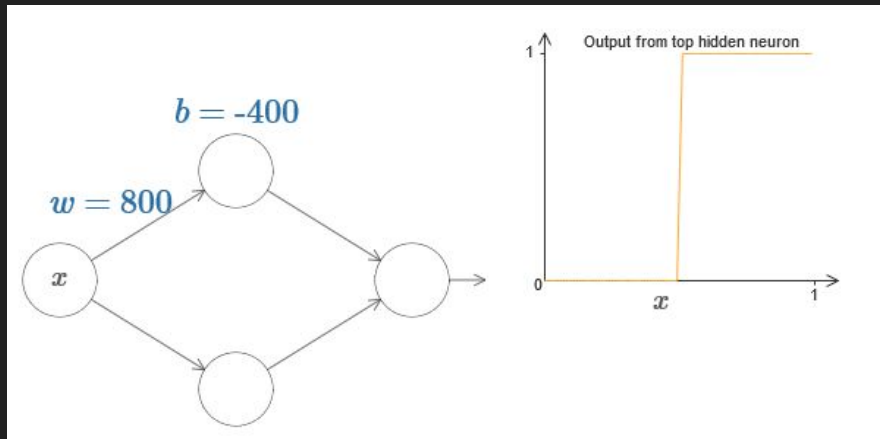 b = -400
w = 800
x
Output from top hidden neuron
1
0
x
1